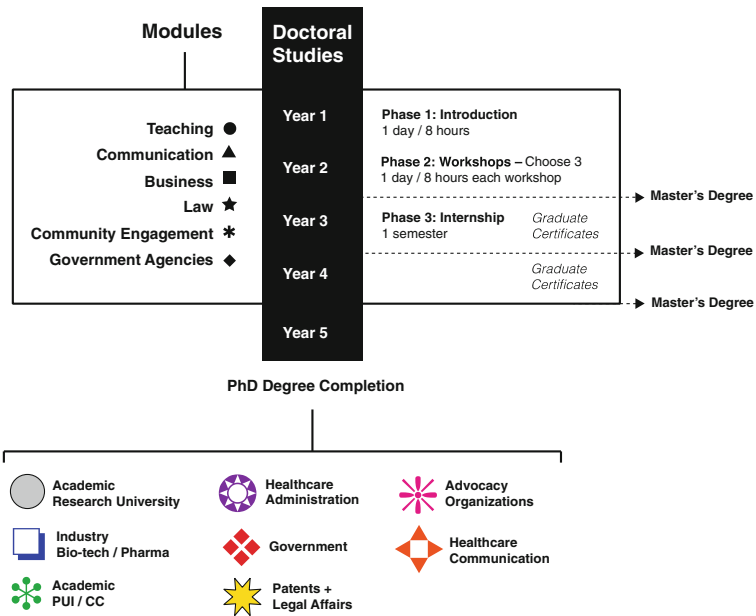 Modules
Doctoral
Studies
Teaching
Communication
Business
Law
Community Engagement
Government Agencies
Year 1
Year 2
Year 3
Year 4
Year 5
Phase 1: Introduction
1 day / 8 hours
Phase 2: Workshops – Choose 3
1 day / 8 hours each workshop
Phase 3: Internship
1 semester
Graduate
Certificates
Graduate
Certificates
Master's Degree
Master's Degree
Master's Degree
PhD Degree Completion
Academic
Research University
Healthcare
Administration
Advocacy
Organizations
Industry
Bio-tech / Pharma
Government
Healthcare
Communication
Academic
PUI / CC
Patents +
Legal Affairs